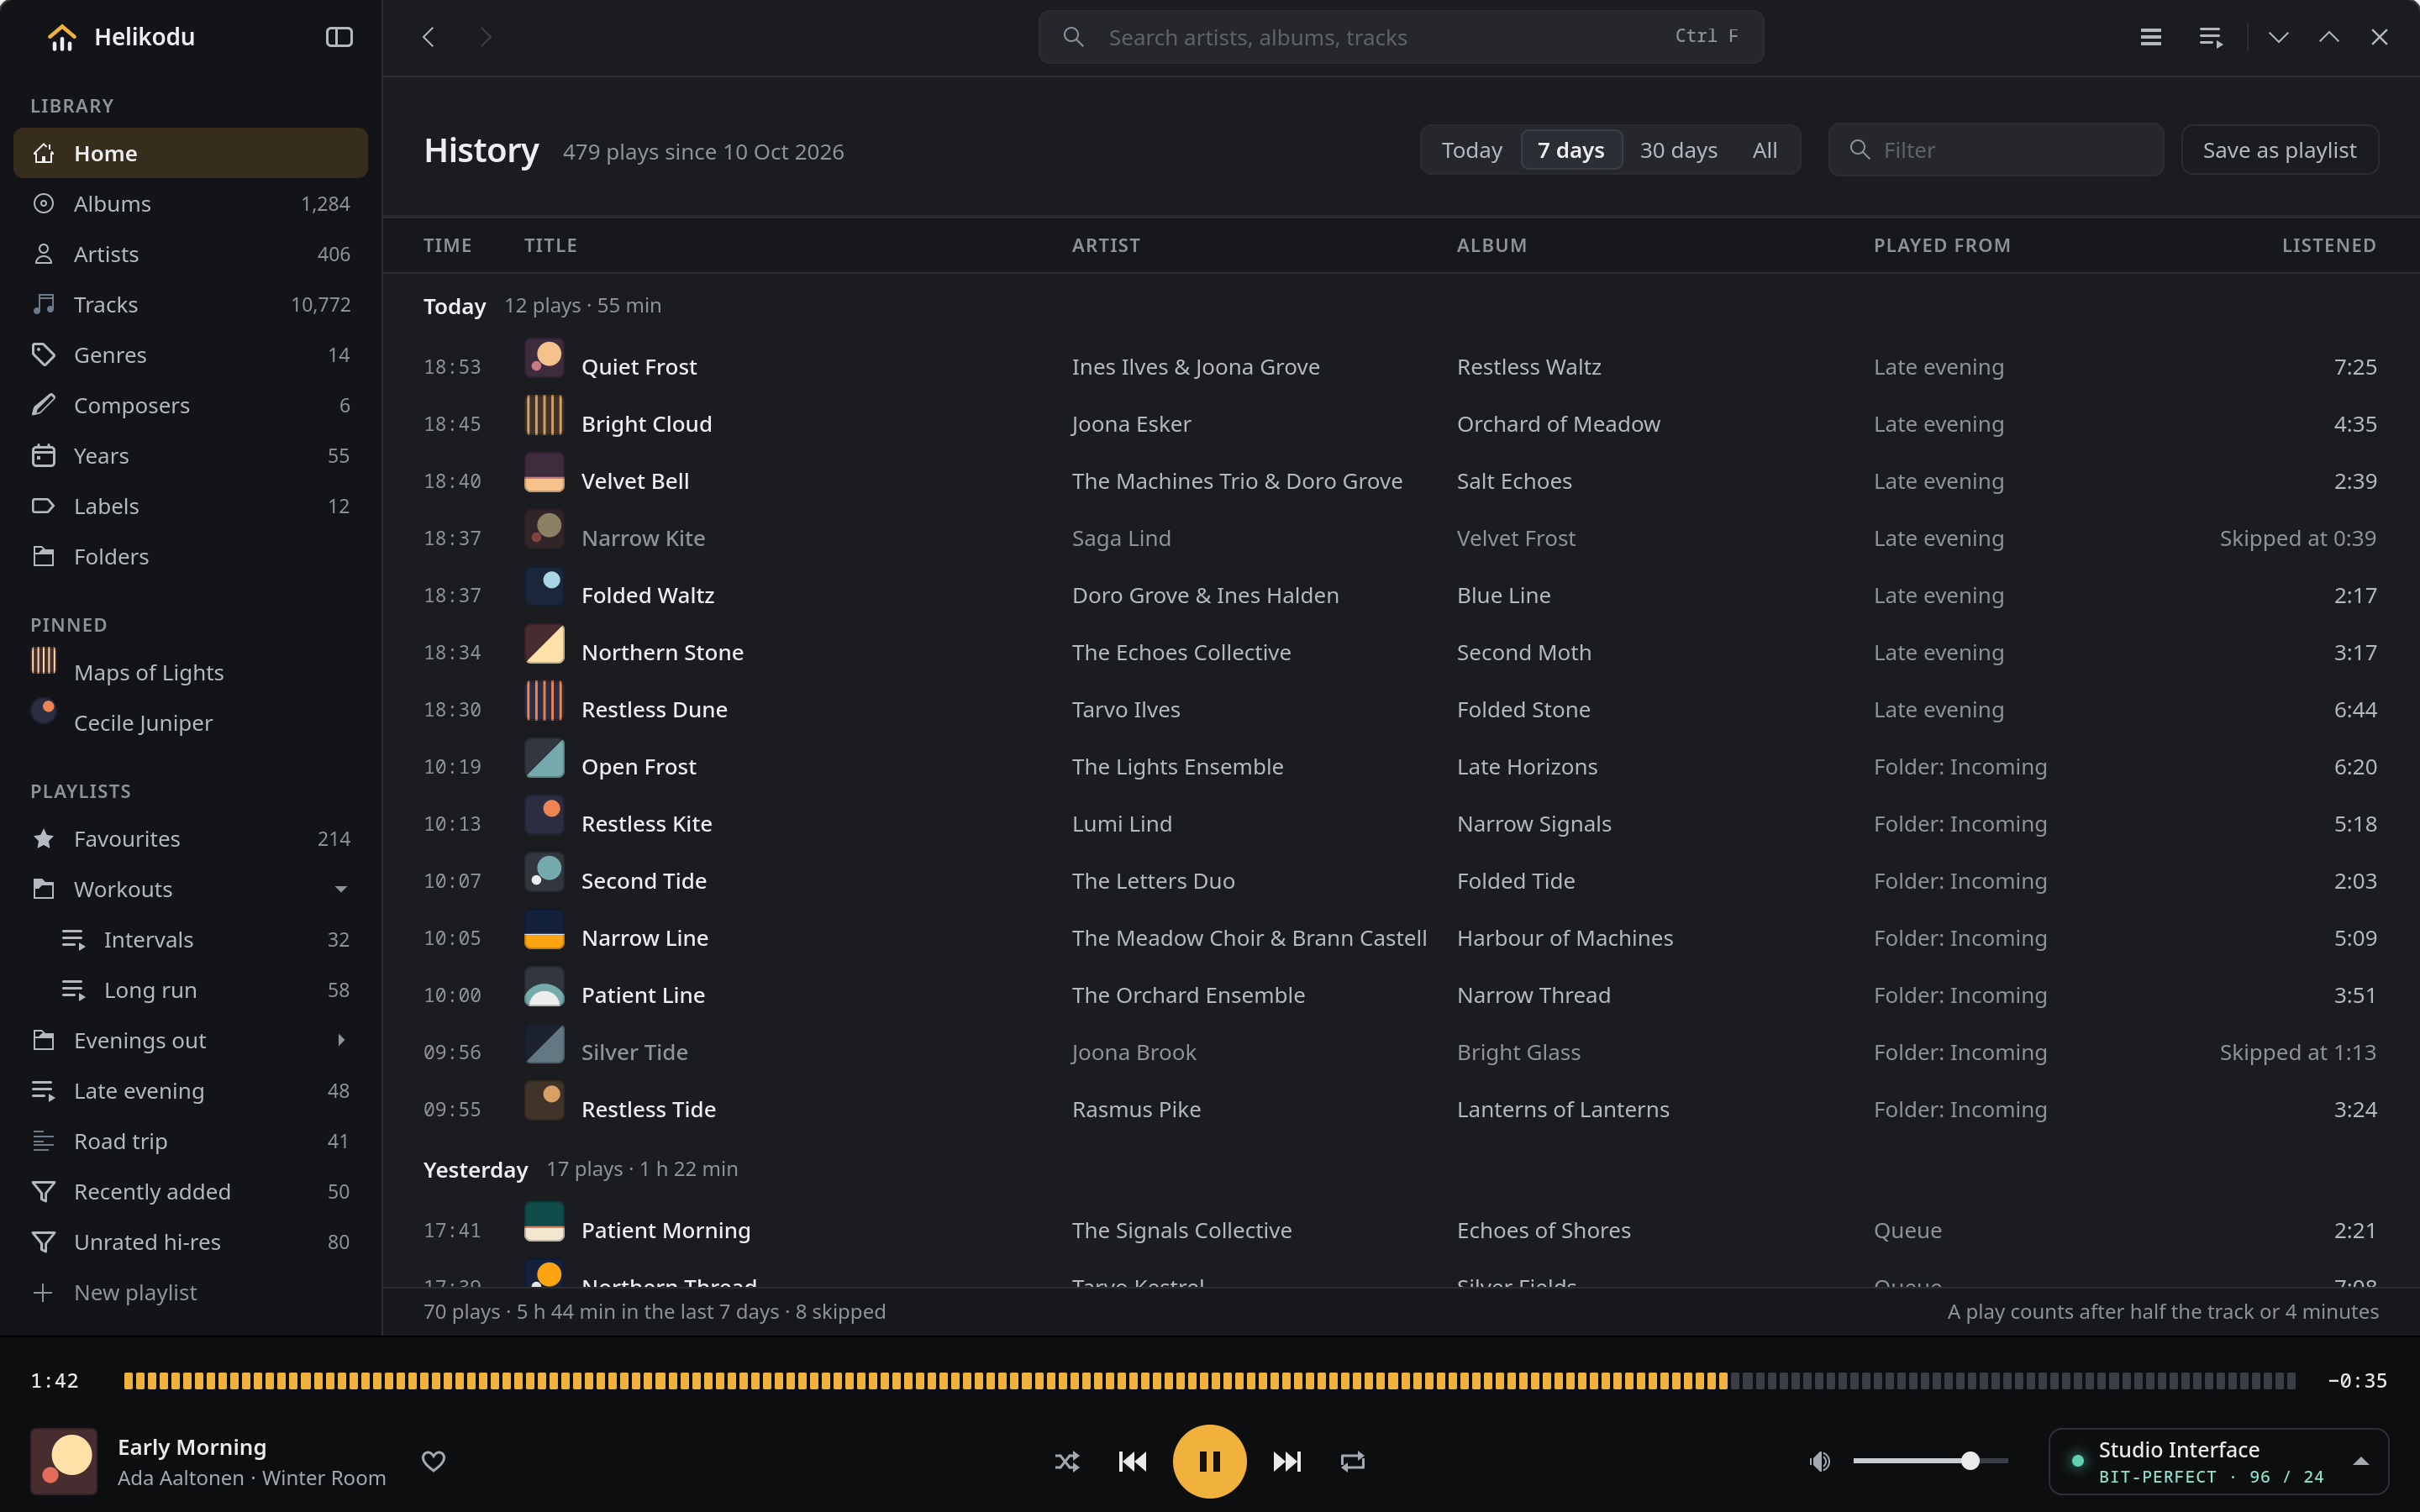 Helikodu
Search artists, albums, tracks Ctrl F
LIBRARY
Home
Albums 1,284
Artists 406
Tracks 10,772
Genres 14
Composers 6
Years 55
Labels 12
Folders
PINNED
Maps of Lights
Cecile Juniper
PLAYLISTS
Favourites 214
Workouts
Intervals 32
Long run 58
Evenings out
Late evening 48
Road trip 41
Recently added 50
Unrated hi-res 80
New playlist
History 479 plays since 10 Oct 2026 Today 7 days 30 days All Filter Save as playlist
TIME TITLE ARTIST ALBUM PLAYED FROM LISTENED
Today 12 plays · 55 min
18:53 Quiet Frost Ines Ilves & Joona Grove Restless Waltz Late evening 7:25
18:45 Bright Cloud Joona Esker Orchard of Meadow Late evening 4:35
18:40 Velvet Bell The Machines Trio & Doro Grove Salt Echoes Late evening 2:39
18:37 Narrow Kite Saga Lind Velvet Frost Late evening Skipped at 0:39
18:37 Folded Waltz Doro Grove & Ines Halden Blue Line Late evening 2:17
18:34 Northern Stone The Echoes Collective Second Moth Late evening 3:17
18:30 Restless Dune Tarvo Ilves Folded Stone Late evening 6:44
10:19 Open Frost The Lights Ensemble Late Horizons Folder: Incoming 6:20
10:13 Restless Kite Lumi Lind Narrow Signals Folder: Incoming 5:18
10:07 Second Tide The Letters Duo Folded Tide Folder: Incoming 2:03
10:05 Narrow Line The Meadow Choir & Brann Castell Harbour of Machines Folder: Incoming 5:09
10:00 Patient Line The Orchard Ensemble Narrow Thread Folder: Incoming 3:51
09:56 Silver Tide Joona Brook Bright Glass Folder: Incoming Skipped at 1:13
09:55 Restless Tide Rasmus Pike Lanterns of Lanterns Folder: Incoming 3:24
Yesterday 17 plays · 1 h 22 min
17:41 Patient Morning The Signals Collective Echoes of Shores Queue 2:21
17:39 Northern Thread Tarvo Kestrel Silver Fields Queue 7:08
70 plays · 5 h 44 min in the last 7 days · 8 skipped A play counts after half the track or 4 minutes
1:42 −0:35
Early Morning
Ada Aaltonen · Winter Room
Studio Interface
BIT-PERFECT · 96 / 24